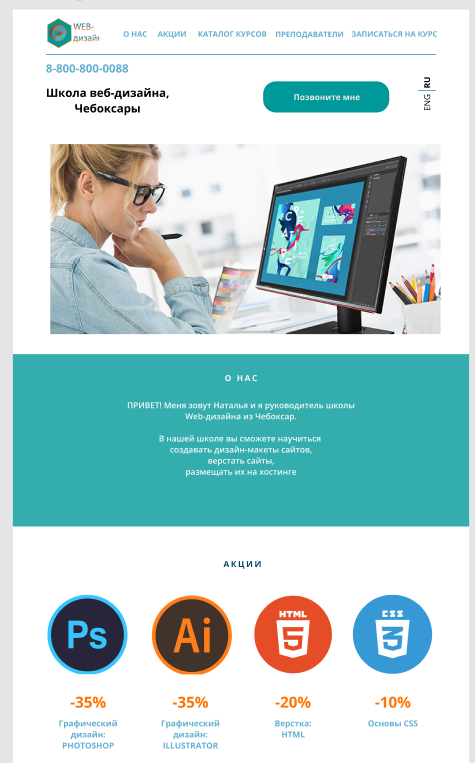 WEB-
дизайн
О НАС АКЦИИ КАТАЛОГ КУРСОВ ПРЕПОДАВАТЕЛИ ЗАПИСАТЬСЯ НА КУРС
8-800-800-0088
Школа веб-дизайна,
Чебоксары
Позвоните мне
ENG RU
О НАС
ПРИВЕТ! Меня зовут Наталья и я руководитель школы
Web-дизайна из Чебоксар.
В нашей школе вы сможете научиться
создавать дизайн-макеты сайтов,
верстать сайты,
размещать их на хостинге
АКЦИИ
Ps Ai HTML 5 CSS 3
-35% -35% -20% -10%
Графический Графический Верстка: Основы CSS
дизайн: дизайн: HTML
PHOTOSHOP ILLUSTRATOR